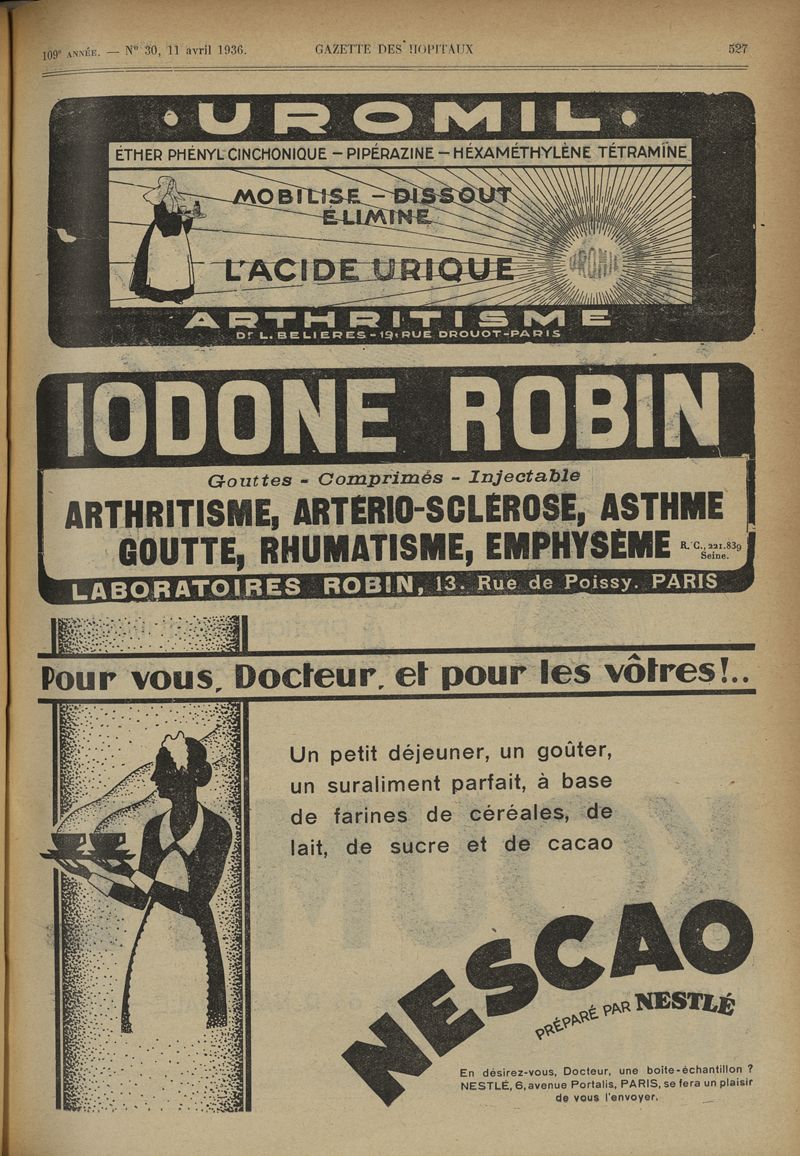 109e ANNÉE. — N° 30, 11 avril 1936. GAZETTE DES HOPITAUX 527
• UROMIL •
ÉTHER PHÉNYL CINCHONIQUE – PIPÉRAZINE – HÉXAMÉTHYLÈNE TÉTRAMÎNE
MOBILISE – DISSOUT
ÉLIMINE
L'ACIDE URIQUE
UROMIL
ARTHRITISME
Dr L. BELIERES - 19, RUE DROUOT - PARIS
IODONE ROBIN
Gouttes - Comprimés - Injectable
ARTHRITISME, ARTÉRIO-SCLÉROSE, ASTHME
GOUTTE, RHUMATISME, EMPHYSÈME R. C., 221.839
Seine.
LABORATOIRES ROBIN, 13. Rue de Poissy. PARIS
Pour vous, Docteur, et pour les vôtres!..
Un petit déjeuner, un goûter,
un suraliment parfait, à base
de farines de céréales, de
lait, de sucre et de cacao
NESCAO
PRÉPARÉ PAR NESTLÉ
En désirez-vous, Docteur, une boîte-échantillon ?
NESTLÉ, 6, avenue Portalis, PARIS, se fera un plaisir
de vous l'envoyer.